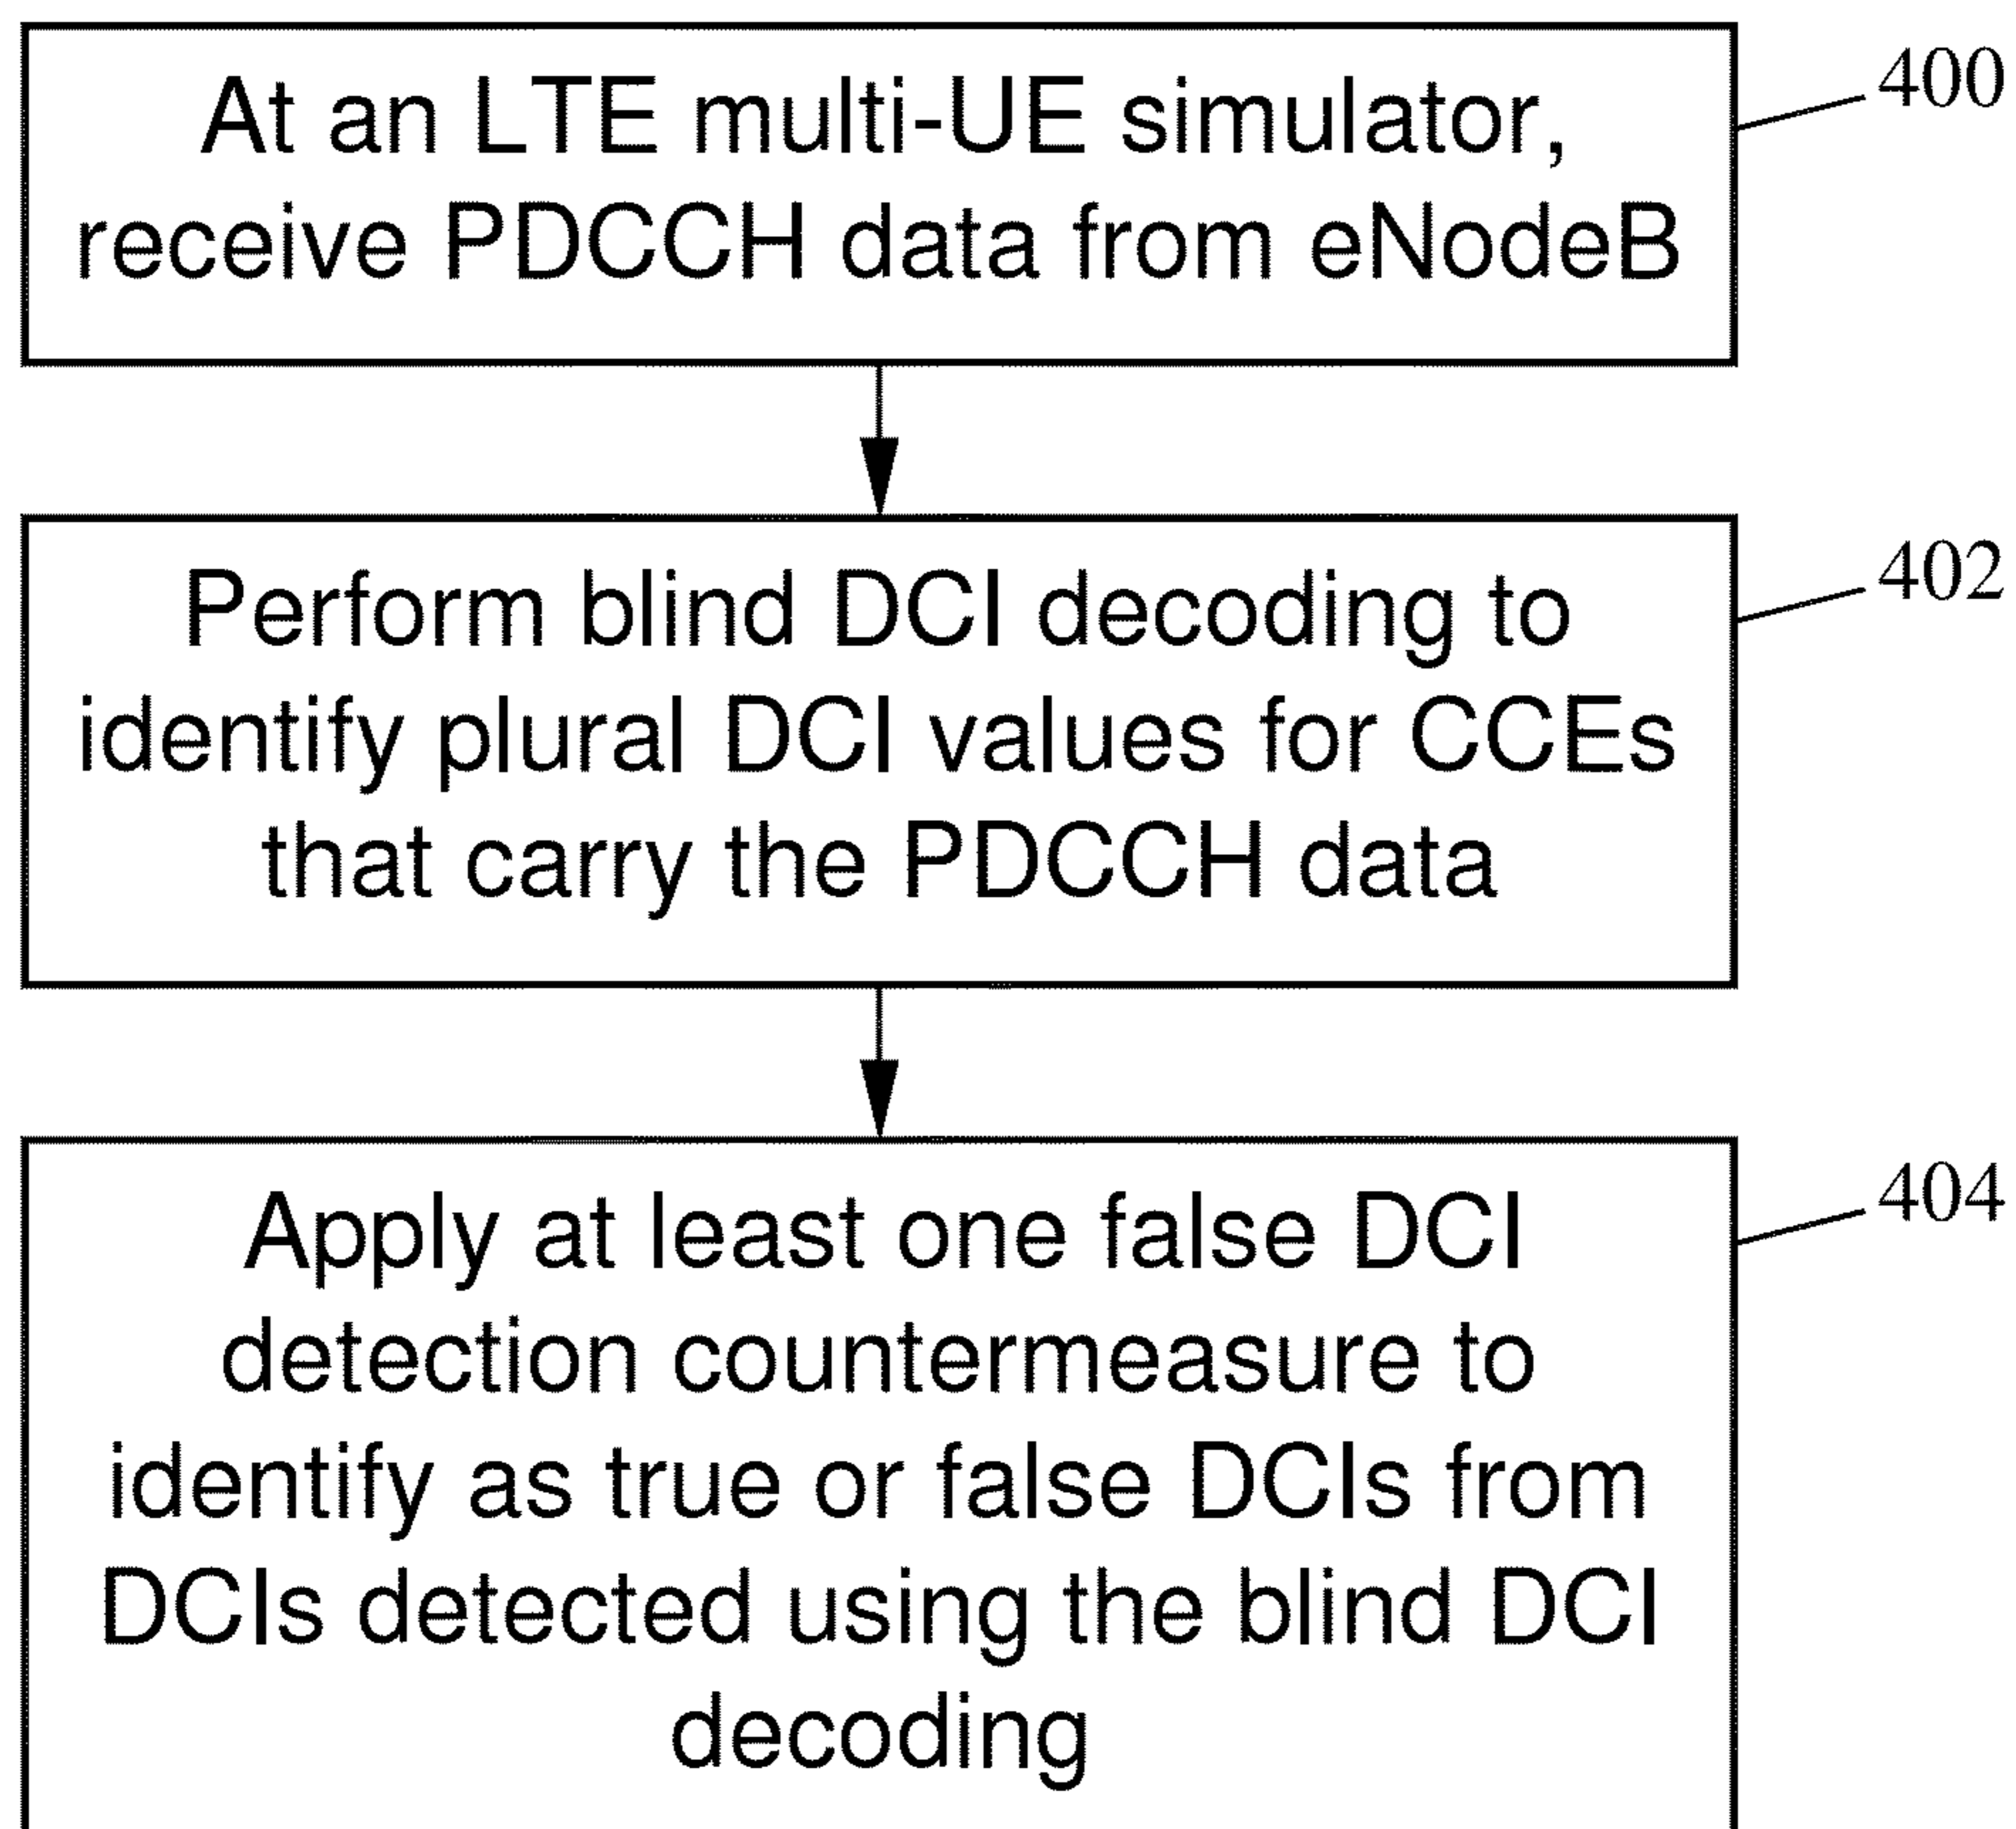 At an LTE multi-UE simulator,
receive PDCCH data from eNodeB
400
Perform blind DCI decoding to
identify plural DCI values for CCEs
that carry the PDCCH data
402
Apply at least one false DCI
detection countermeasure to
identify as true or false DCIs from
DCIs detected using the blind DCI
decoding
404